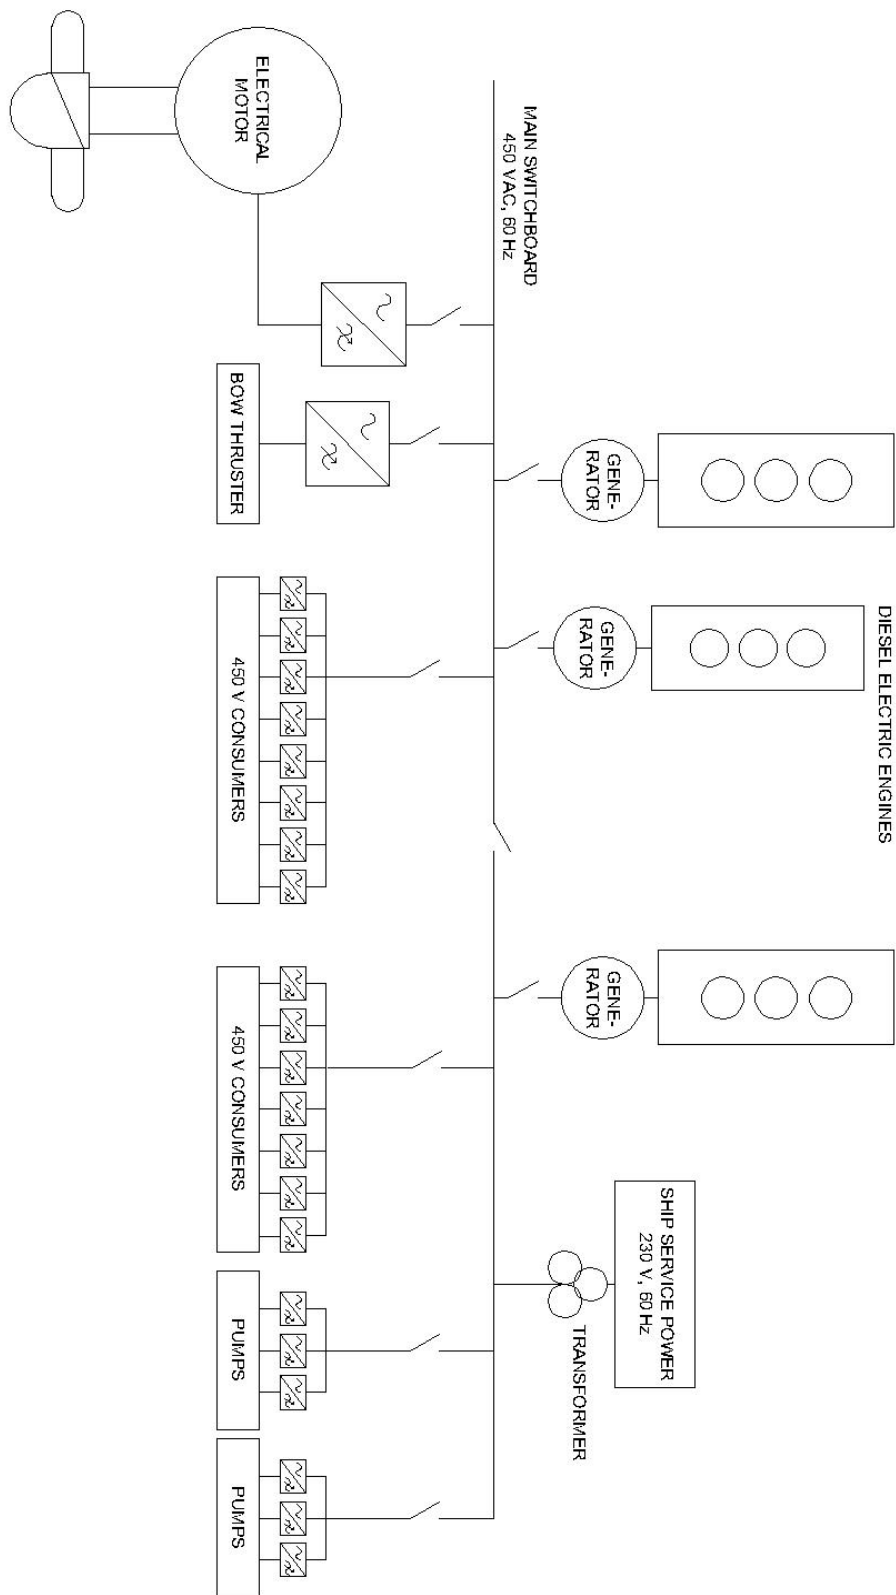 DIESEL ELECTRIC ENGINES
SHIP SERVICE POWER
230 V, 60 Hz
GENE-
RATOR
GENE-
RATOR
GENE-
RATOR
TRANSFORMER
MAIN SWITCHBOARD
450 VAC, 60 Hz
ELECTRICAL
MOTOR
BOW THRUSTER
450 V CONSUMERS
450 V CONSUMERS
PUMPS
PUMPS